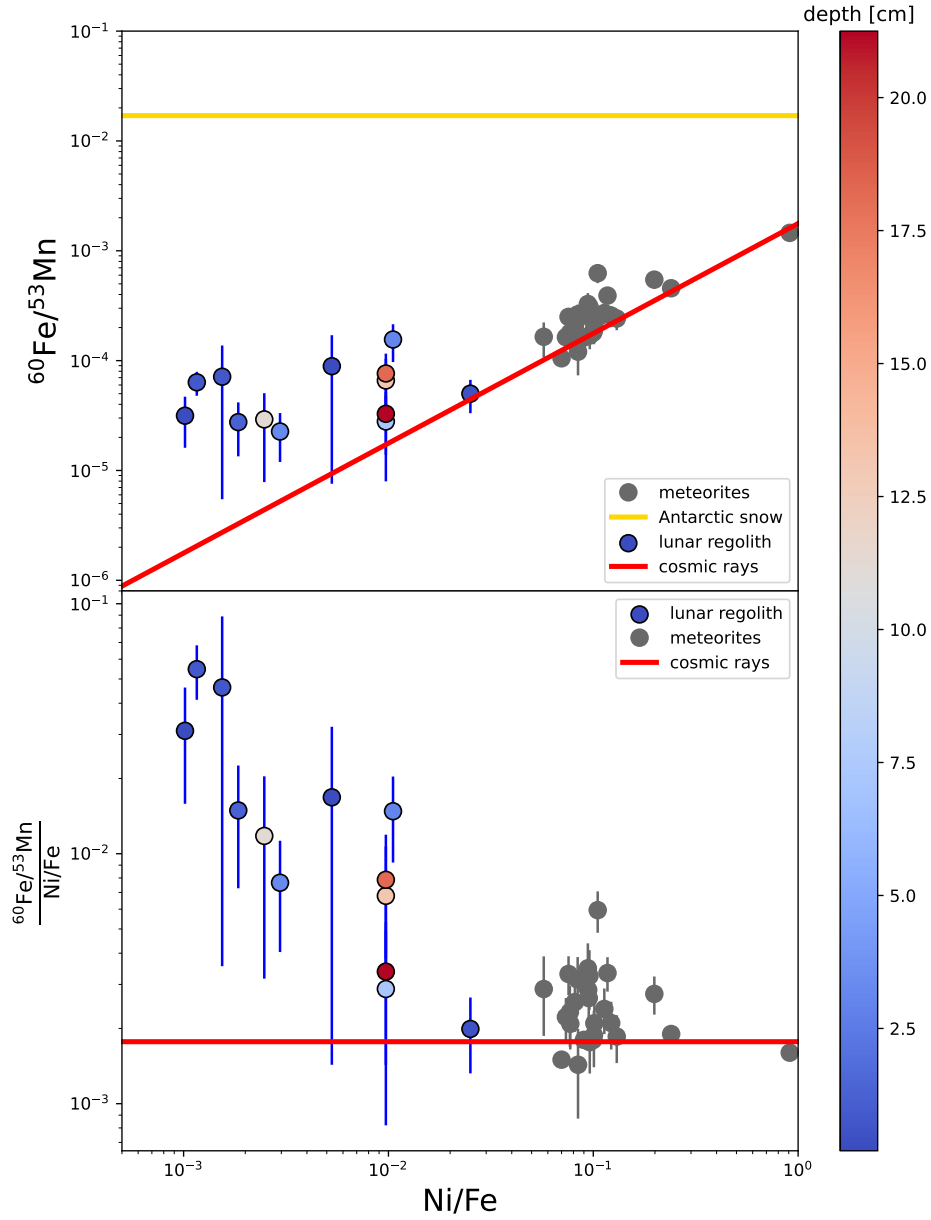 depth [cm]
10⁻¹
10⁻²
10⁻³
10⁻⁴
10⁻⁵
10⁻⁶
⁶⁰Fe/⁵³Mn
meteorites
Antarctic snow
lunar regolith
cosmic rays
10⁻¹
10⁻²
10⁻³
⁶⁰Fe/⁵³Mn
Ni/Fe
lunar regolith
meteorites
cosmic rays
10⁻³
10⁻²
10⁻¹
10⁰
Ni/Fe
20.0
17.5
15.0
12.5
10.0
7.5
5.0
2.5